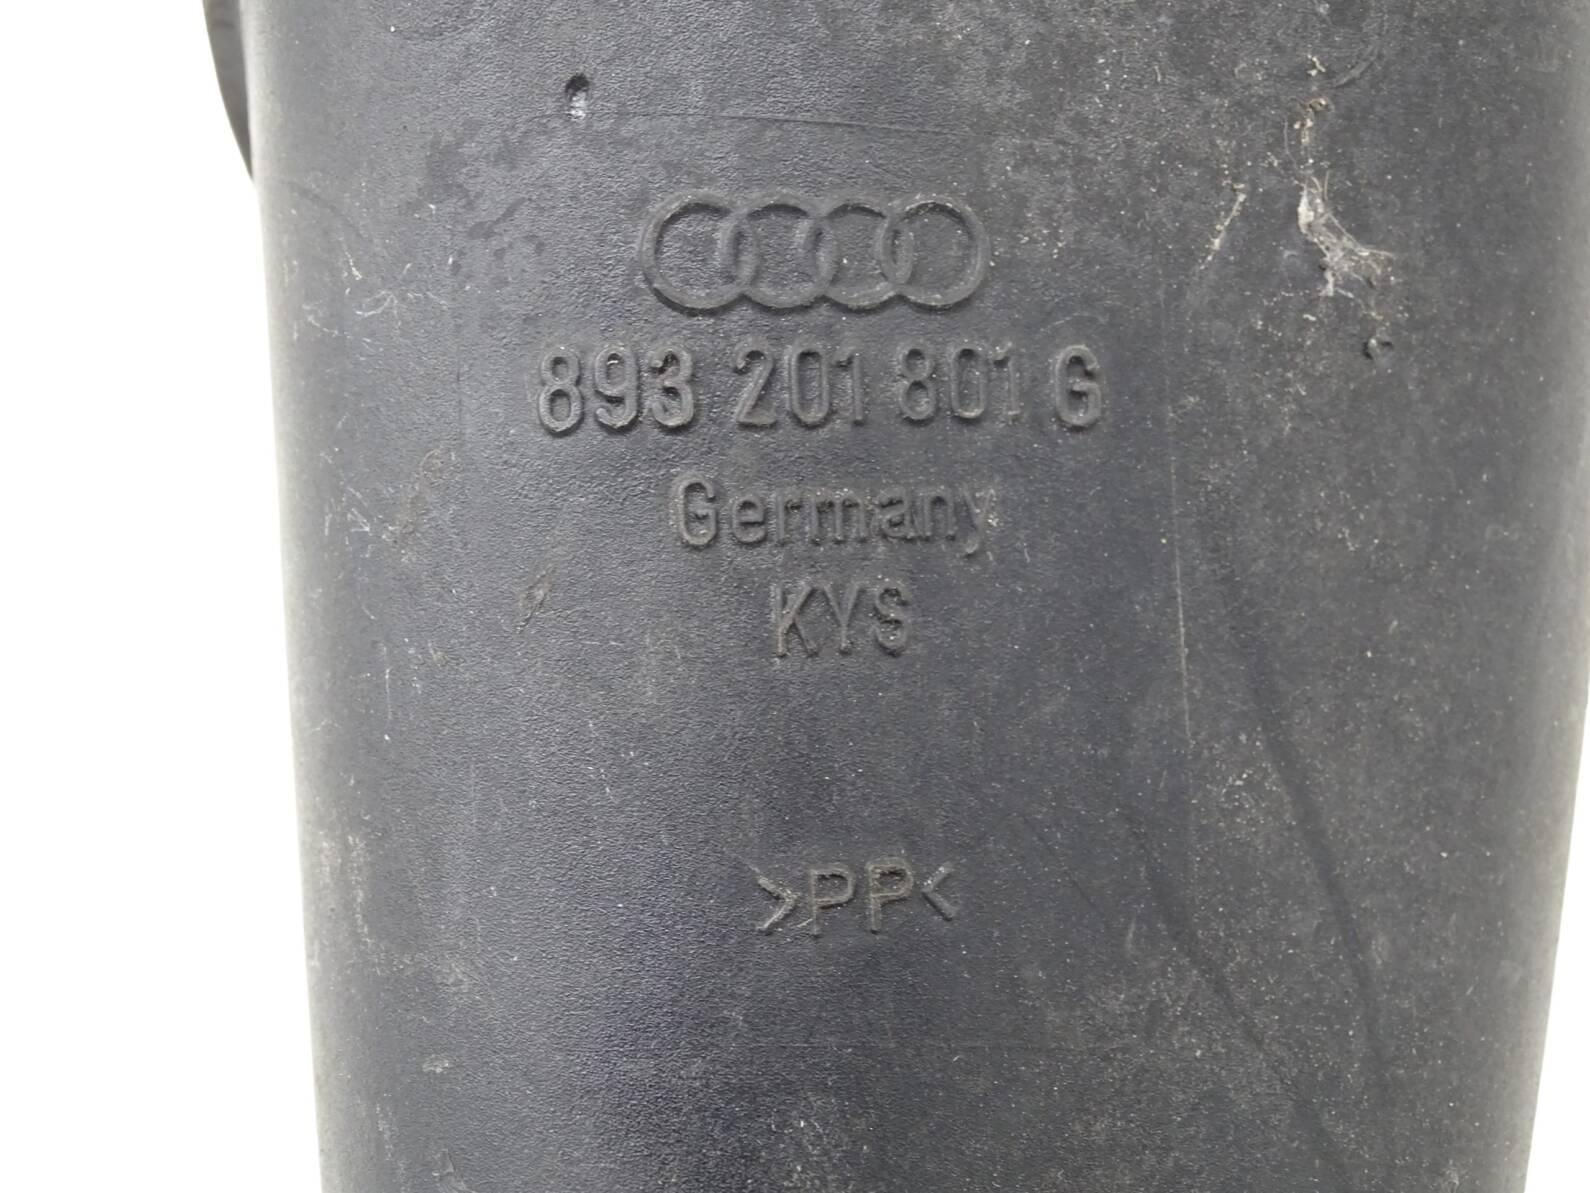 893 201 801 G
Germany
KYS
>PP<